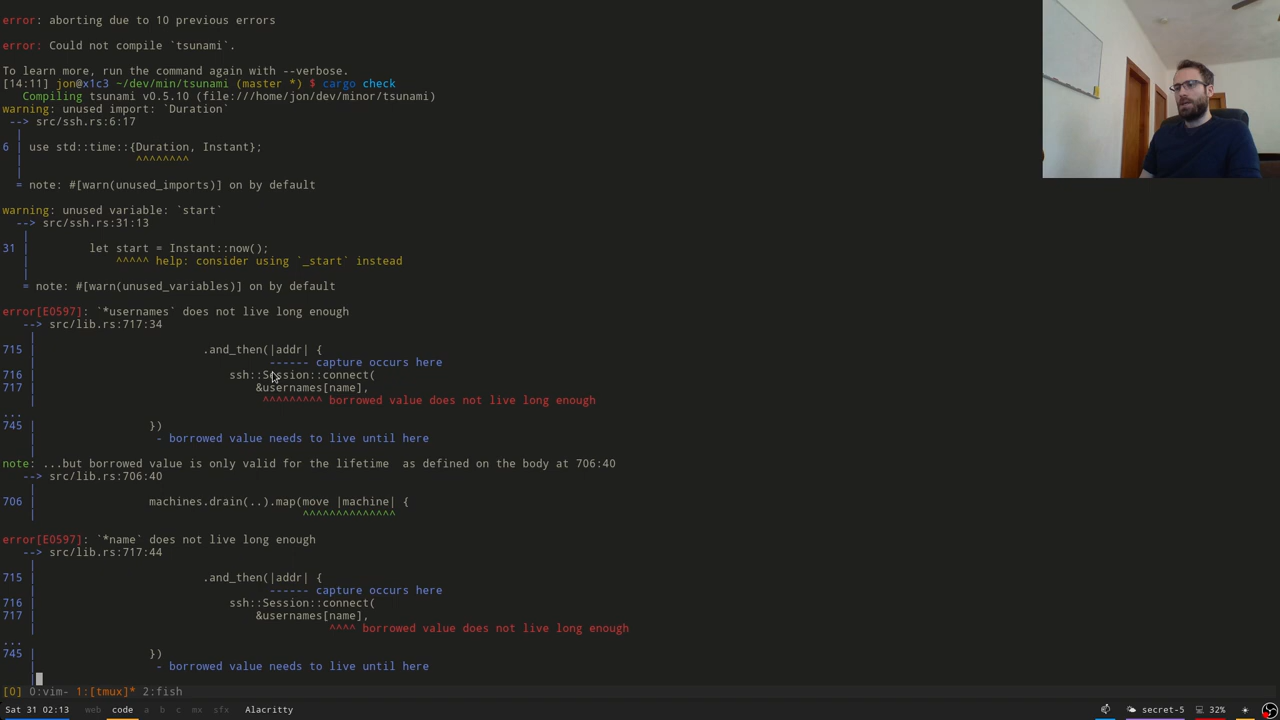 error: aborting due to 10 previous errors
error: Could not compile `tsunami`.
To learn more, run the command again with --verbose.
[14:11] jon@x1c3 ~/dev/min/tsunami (master *) $ cargo check
Compiling tsunami v0.5.10 (file:///home/jon/dev/minor/tsunami)
warning: unused import: `Duration`
--> src/ssh.rs:6:17
|
6 | use std::time::{Duration, Instant};
| ^^^^^^^^
|
= note: #[warn(unused_imports)] on by default
warning: unused variable: `start`
--> src/ssh.rs:31:13
|
31 | let start = Instant::now();
| ^^^^^ help: consider using `_start` instead
|
= note: #[warn(unused_variables)] on by default
error[E0597]: `*usernames` does not live long enough
--> src/lib.rs:717:34
|
715 | .and_then(|addr| {
| ------ capture occurs here
716 | ssh::Session::connect(
717 | &usernames[name],
| ^^^^^^^^^ borrowed value does not live long enough
...
745 | })
| - borrowed value needs to live until here
|
note: ...but borrowed value is only valid for the lifetime  as defined on the body at 706:40
--> src/lib.rs:706:40
|
706 | machines.drain(..).map(move |machine| {
| ^^^^^^^^^^^^^^
error[E0597]: `*name` does not live long enough
--> src/lib.rs:717:44
|
715 | .and_then(|addr| {
| ------ capture occurs here
716 | ssh::Session::connect(
717 | &usernames[name],
| ^^^^ borrowed value does not live long enough
...
745 | })
| - borrowed value needs to live until here
|
[0] 0:vim- 1:[tmux]* 2:fish
Sat 31 02:13 web code a b c mx sfx Alacritty secret-5 32%